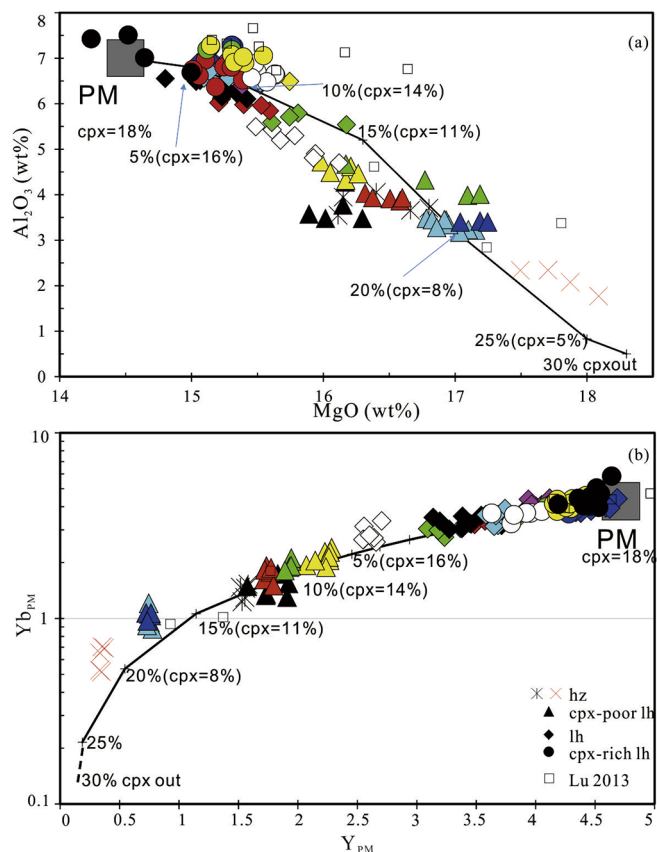 8
(a)
7
6
5
4
3
2
1
0
Al₂O₃ (wt%)
PM
cpx=18%
5%(cpx=16%)
10%(cpx=14%)
15%(cpx=11%)
20%(cpx=8%)
25%(cpx=5%)
30% cpxout
14 15 16 17 18
MgO (wt%)
10
(b)
1
0.1
Yb PM
PM
cpx=18%
5%(cpx=16%)
10%(cpx=14%)
15%(cpx=11%)
20%(cpx=8%)
25%
30% cpx out
hz
cpx-poor lh
lh
cpx-rich lh
Lu 2013
0 0.5 1 1.5 2 2.5 3 3.5 4 4.5 5
Y PM